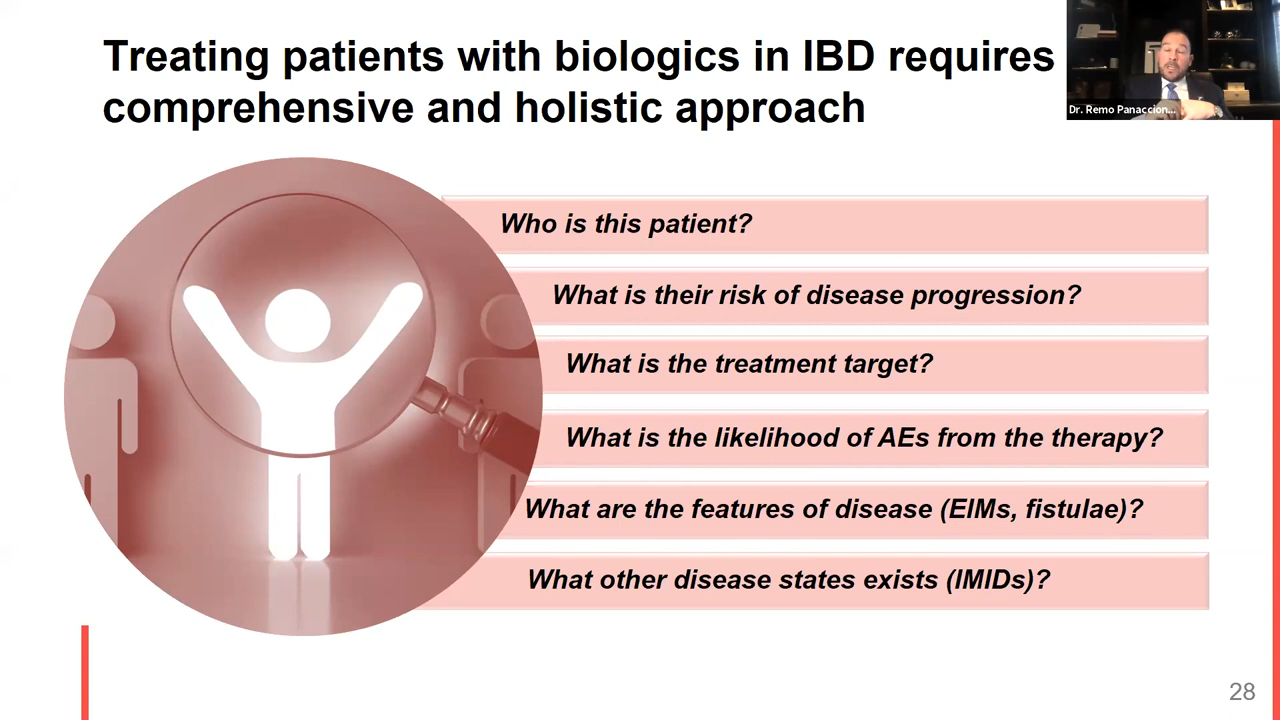 Treating patients with biologics in IBD requires
comprehensive and holistic approach
Dr. Remo Panaccion...
Who is this patient?
What is their risk of disease progression?
What is the treatment target?
What is the likelihood of AEs from the therapy?
What are the features of disease (EIMs, fistulae)?
What other disease states exists (IMIDs)?
28